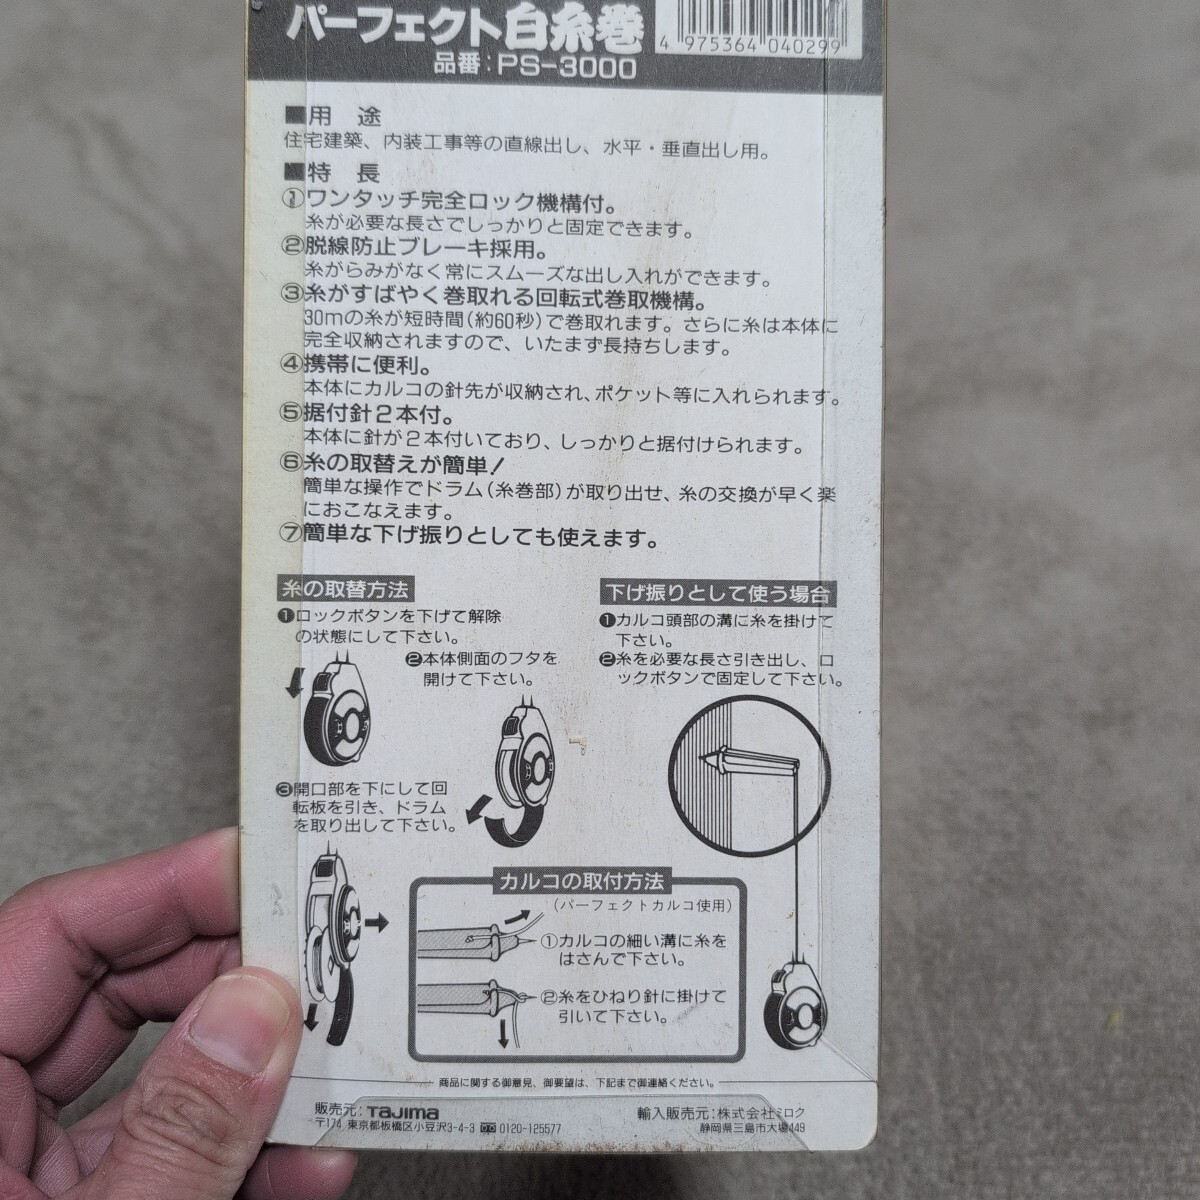 パーフェクト白糸巻
4 975364 040299
品番:PS-3000
■用 途
住宅建築、内装工事等の直線出し、水平・垂直出し用。
■特 長
①ワンタッチ完全ロック機構付。
糸が必要な長さでしっかりと固定できます。
②脱線防止ブレーキ採用。
糸がらみがなく常にスムーズな出し入れができます。
③糸がすばやく巻取れる回転式巻取機構。
30mの糸が短時間(約60秒)で巻取れます。さらに糸は本体に
完全収納されますので、いたまず長持ちします。
④携帯に便利。
本体にカルコの針先が収納され、ポケット等に入れられます。
⑤据付針2本付。
本体に針が2本付いており、しっかりと据付けられます。
⑥糸の取替えが簡単!
簡単な操作でドラム(糸巻部)が取り出せ、糸の交換が早く楽
におこなえます。
⑦簡単な下げ振りとしても使えます。
糸の取替方法
❶ロックボタンを下げて解除
の状態にして下さい。
❷本体側面のフタを
開けて下さい。
❸開口部を下にして回
転板を引き、ドラム
を取り出して下さい。
下げ振りとして使う場合
❶カルコ頭部の溝に糸を掛けて
下さい。
❷糸を必要な長さ引き出し、ロ
ックボタンで固定して下さい。
カルコの取付方法
(パーフェクトカルコ使用)
①カルコの細い溝に糸を
はさんで下さい。
②糸をひねり針に掛けて
引いて下さい。
商品に関する御意見、御要望は、下記まで御連絡ください。
販売元:TaJima
〒174 東京都板橋区小豆沢3-4-3 0120-125577
輸入販売元:株式会社ミロク
静岡県三島市大場449